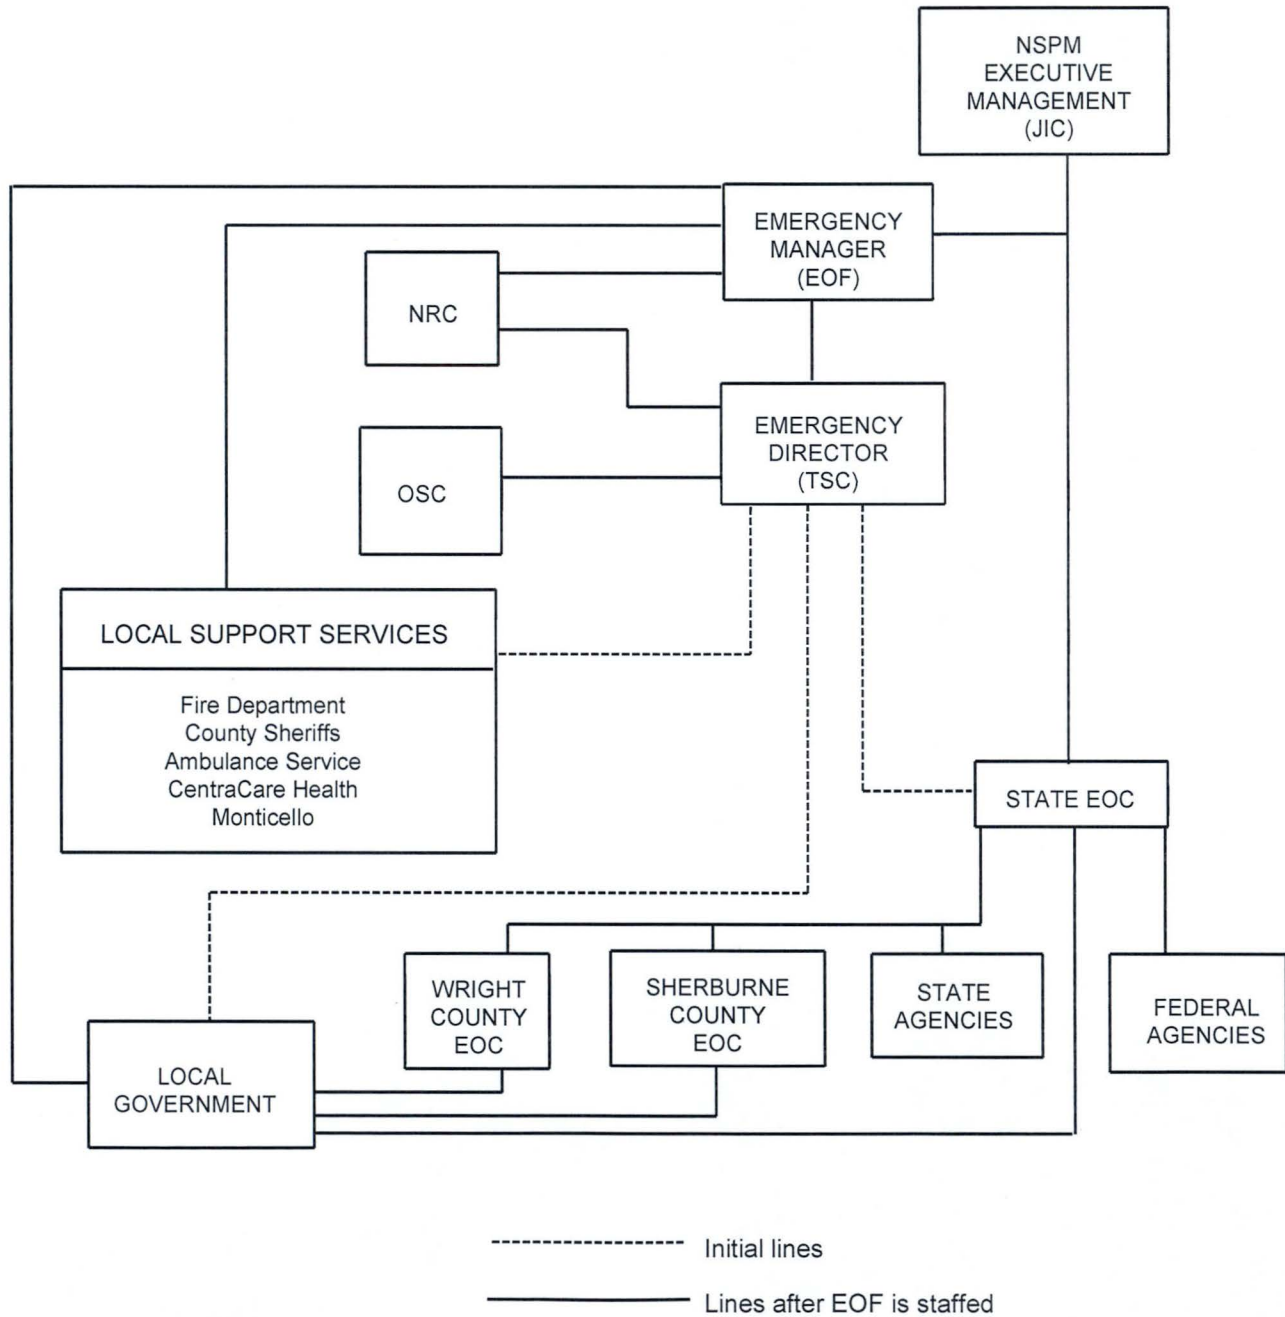 NSPM
EXECUTIVE
MANAGEMENT
(JIC)
EMERGENCY
MANAGER
(EOF)
NRC
EMERGENCY
DIRECTOR
(TSC)
OSC
LOCAL SUPPORT SERVICES
Fire Department
County Sheriffs
Ambulance Service
CentraCare Health
Monticello
STATE EOC
WRIGHT
COUNTY
EOC
SHERBURNE
COUNTY
EOC
STATE
AGENCIES
FEDERAL
AGENCIES
LOCAL
GOVERNMENT
Initial lines
Lines after EOF is staffed